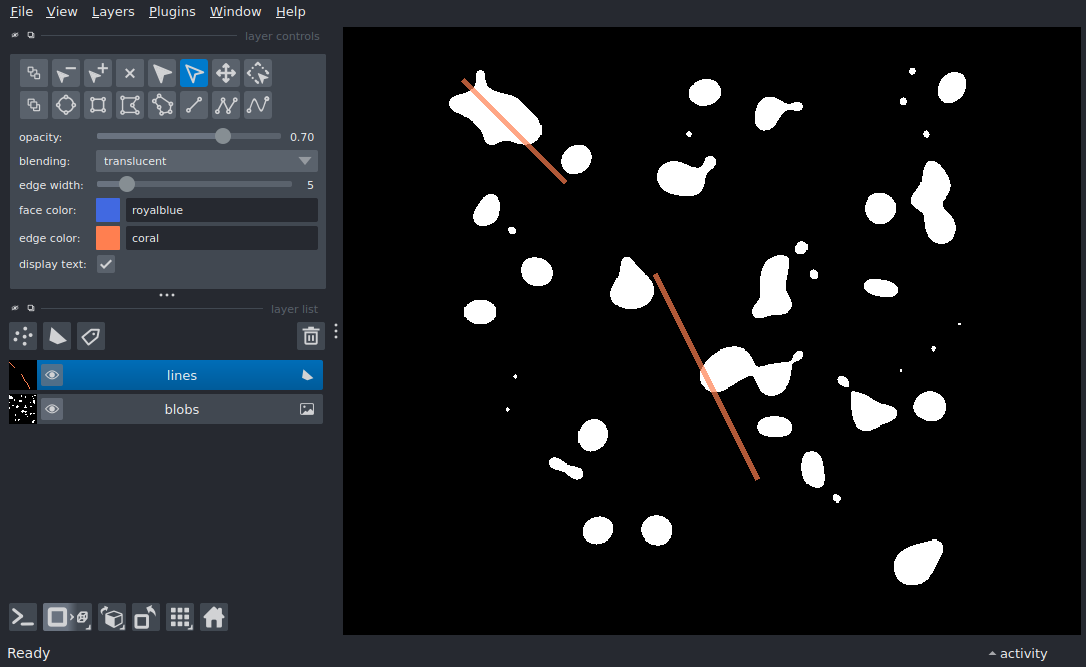 File View Layers Plugins Window Help
layer controls
opacity: 0.70
blending: translucent
edge width: 5
face color: royalblue
edge color: coral
display text:
layer list
lines
blobs
Ready activity